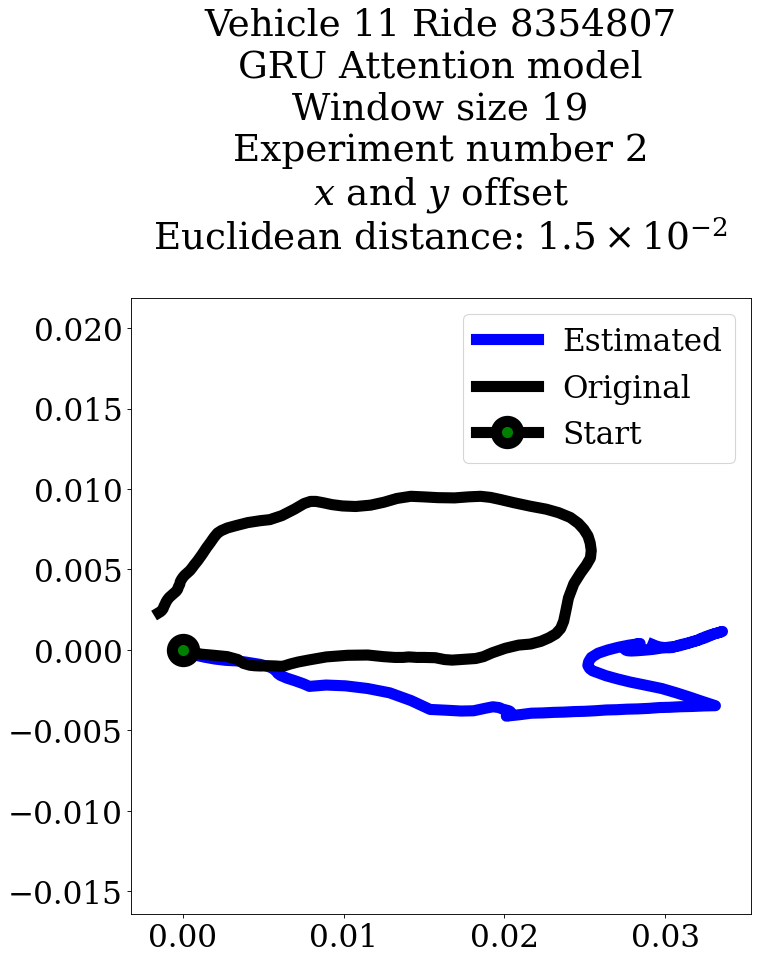 Vehicle 11 Ride 8354807
GRU Attention model
Window size 19
Experiment number 2
x and y offset
Euclidean distance: 1.5 × 10⁻²
Estimated
Original
Start
0.020
0.015
0.010
0.005
0.000
−0.005
−0.010
−0.015
0.00 0.01 0.02 0.03